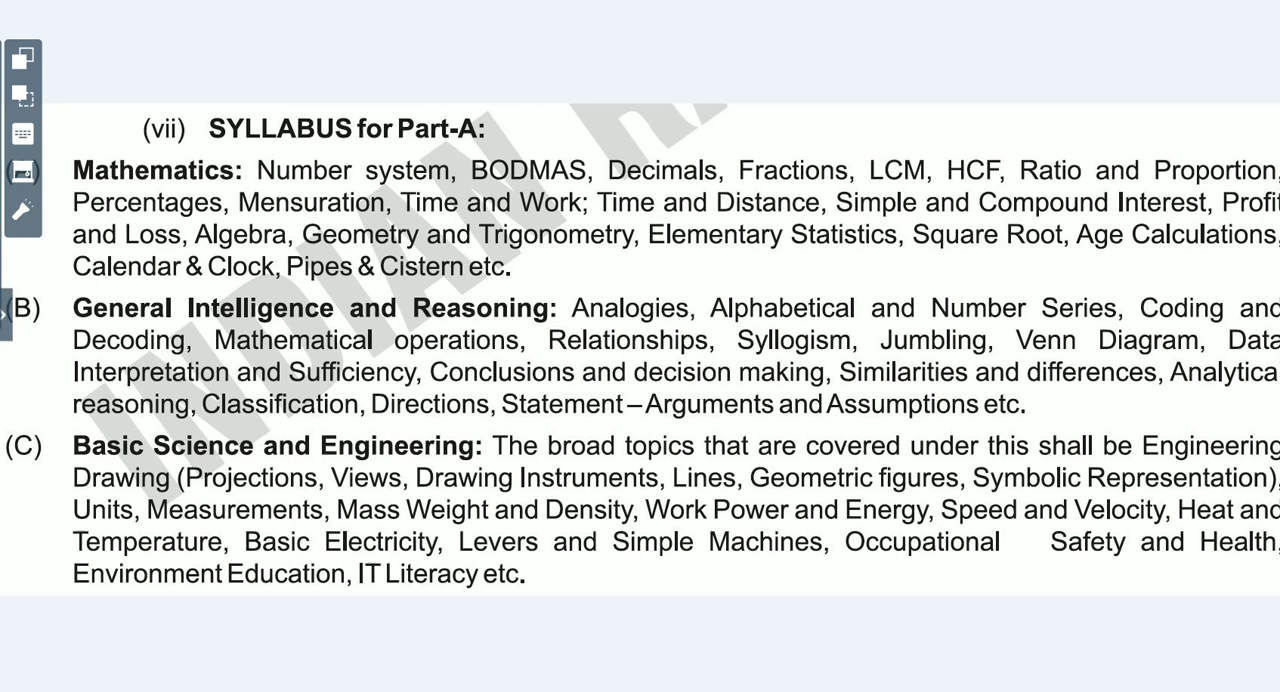 (vii) SYLLABUS for Part-A:
Mathematics: Number system, BODMAS, Decimals, Fractions, LCM, HCF, Ratio and Proportion,
Percentages, Mensuration, Time and Work; Time and Distance, Simple and Compound Interest, Profit
and Loss, Algebra, Geometry and Trigonometry, Elementary Statistics, Square Root, Age Calculations,
Calendar & Clock, Pipes & Cistern etc.
(B) General Intelligence and Reasoning: Analogies, Alphabetical and Number Series, Coding and
Decoding, Mathematical operations, Relationships, Syllogism, Jumbling, Venn Diagram, Data
Interpretation and Sufficiency, Conclusions and decision making, Similarities and differences, Analytica
reasoning, Classification, Directions, Statement – Arguments and Assumptions etc.
(C) Basic Science and Engineering: The broad topics that are covered under this shall be Engineering
Drawing (Projections, Views, Drawing Instruments, Lines, Geometric figures, Symbolic Representation),
Units, Measurements, Mass Weight and Density, Work Power and Energy, Speed and Velocity, Heat and
Temperature, Basic Electricity, Levers and Simple Machines, Occupational Safety and Health,
Environment Education, IT Literacy etc.
INDIAN